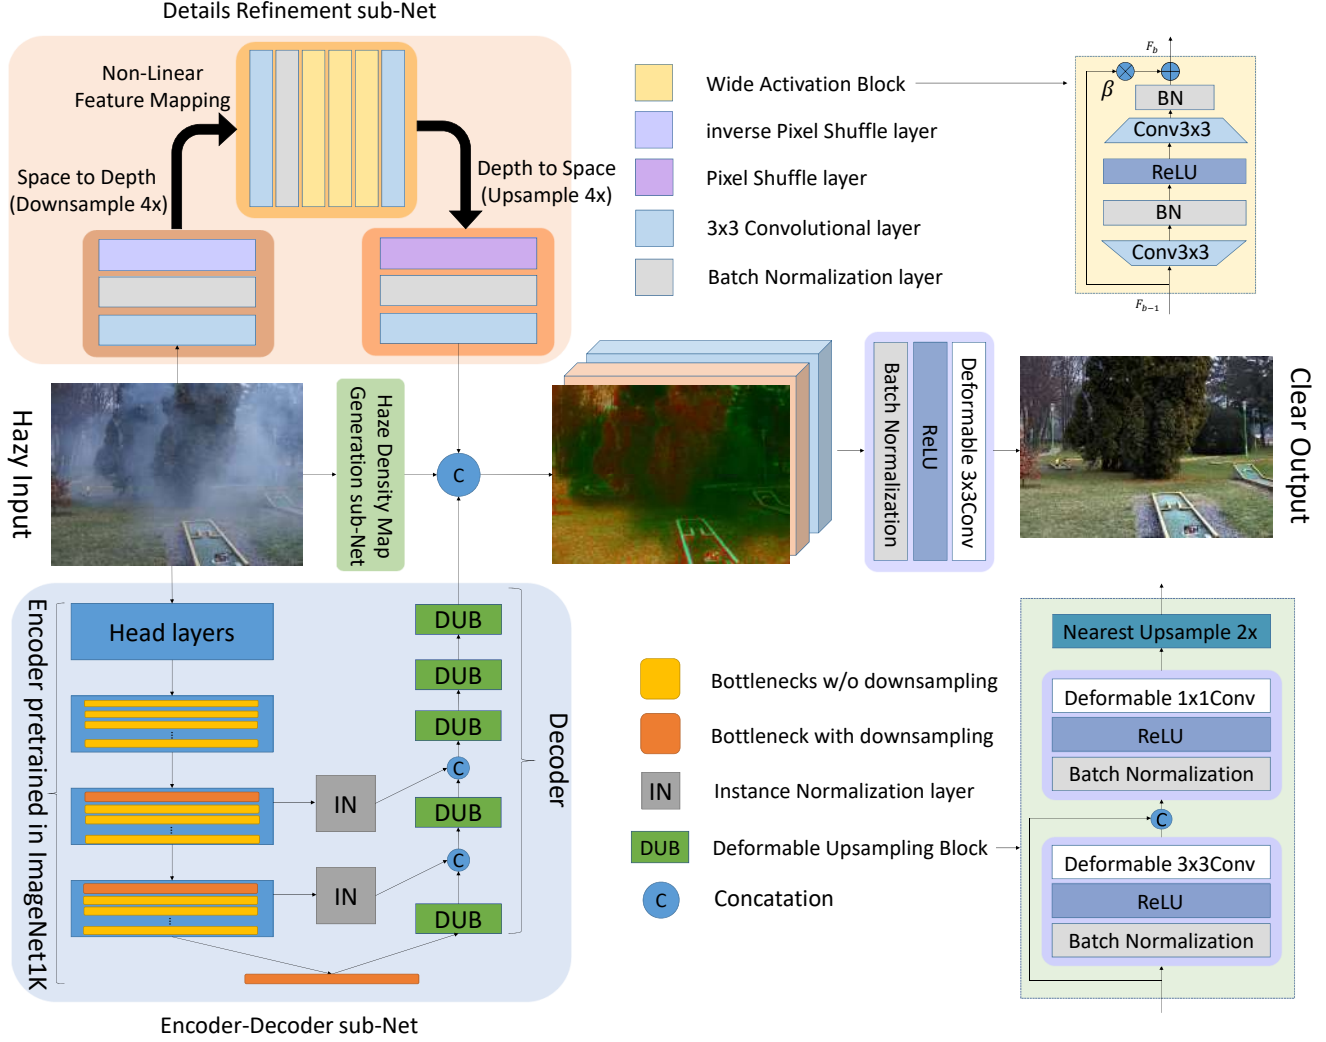 Details Refinement sub-Net
Non-Linear
Feature Mapping
Space to Depth
(Downsample 4x)
Depth to Space
(Upsample 4x)
Wide Activation Block
inverse Pixel Shuffle layer
Pixel Shuffle layer
3x3 Convolutional layer
Batch Normalization layer
F_b
β
BN
Conv3x3
ReLU
BN
Conv3x3
F_{b−1}
Hazy Input
Haze Density Map
Generation sub-Net
C
Batch Normalization
ReLU
Deformable 3x3Conv
Clear Output
Encoder pretrained in ImageNet1K
Head layers
...
...
...
IN
IN
DUB
DUB
DUB
C
DUB
C
DUB
Decoder
Encoder-Decoder sub-Net
Bottlenecks w/o downsampling
Bottleneck with downsampling
IN
Instance Normalization layer
DUB
Deformable Upsampling Block
C
Concatation
Nearest Upsample 2x
Deformable 1x1Conv
ReLU
Batch Normalization
C
Deformable 3x3Conv
ReLU
Batch Normalization